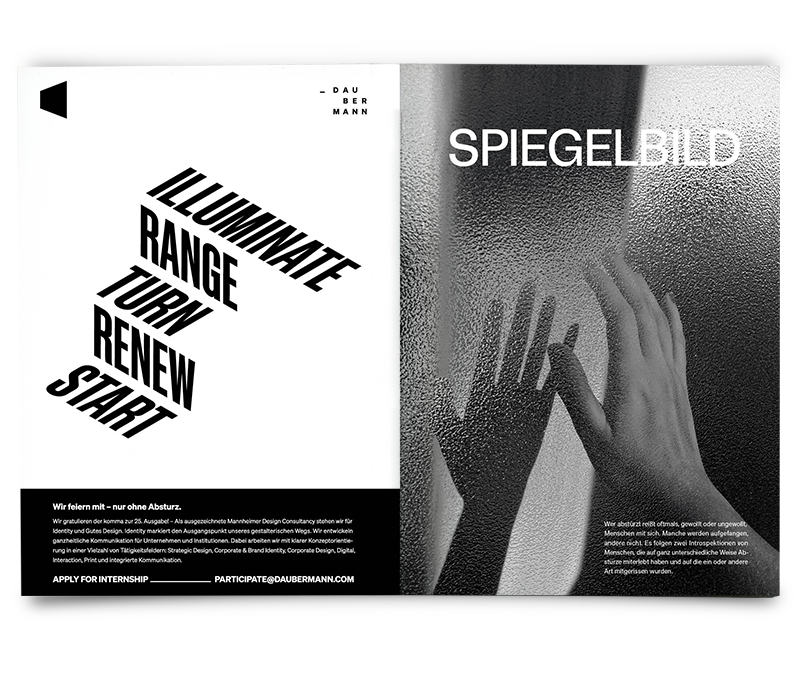 – DAU
BER
MANN
ILLUMINATE
RANGE
TURN
RENEW
START
Wir feiern mit – nur ohne Absturz.
Wir gratulieren der komma zur 25. Ausgabe! – Als ausgezeichnete Mannheimer Design Consultancy stehen wir für
Identity und Gutes Design. Identity markiert den Ausgangspunkt unseres gestalterischen Wegs. Wir entwickeln
ganzheitliche Kommunikation für Unternehmen und Institutionen. Dabei arbeiten wir mit klarer Konzeptorientie-
rung in einer Vielzahl von Tätigkeitsfeldern: Strategic Design, Corporate & Brand Identity, Corporate Design, Digital,
Interaction, Print und integrierte Kommunikation.
APPLY FOR INTERNSHIP __________ PARTICIPATE@DAUBERMANN.COM
SPIEGELBILD
Wer abstürzt reißt oftmals, gewollt oder ungewollt,
Menschen mit sich. Manche werden aufgefangen,
andere nicht. Es folgen zwei Introspektionen von
Menschen, die auf ganz unterschiedliche Weise Ab-
stürze miterlebt haben und auf die ein oder andere
Art mitgerissen wurden.